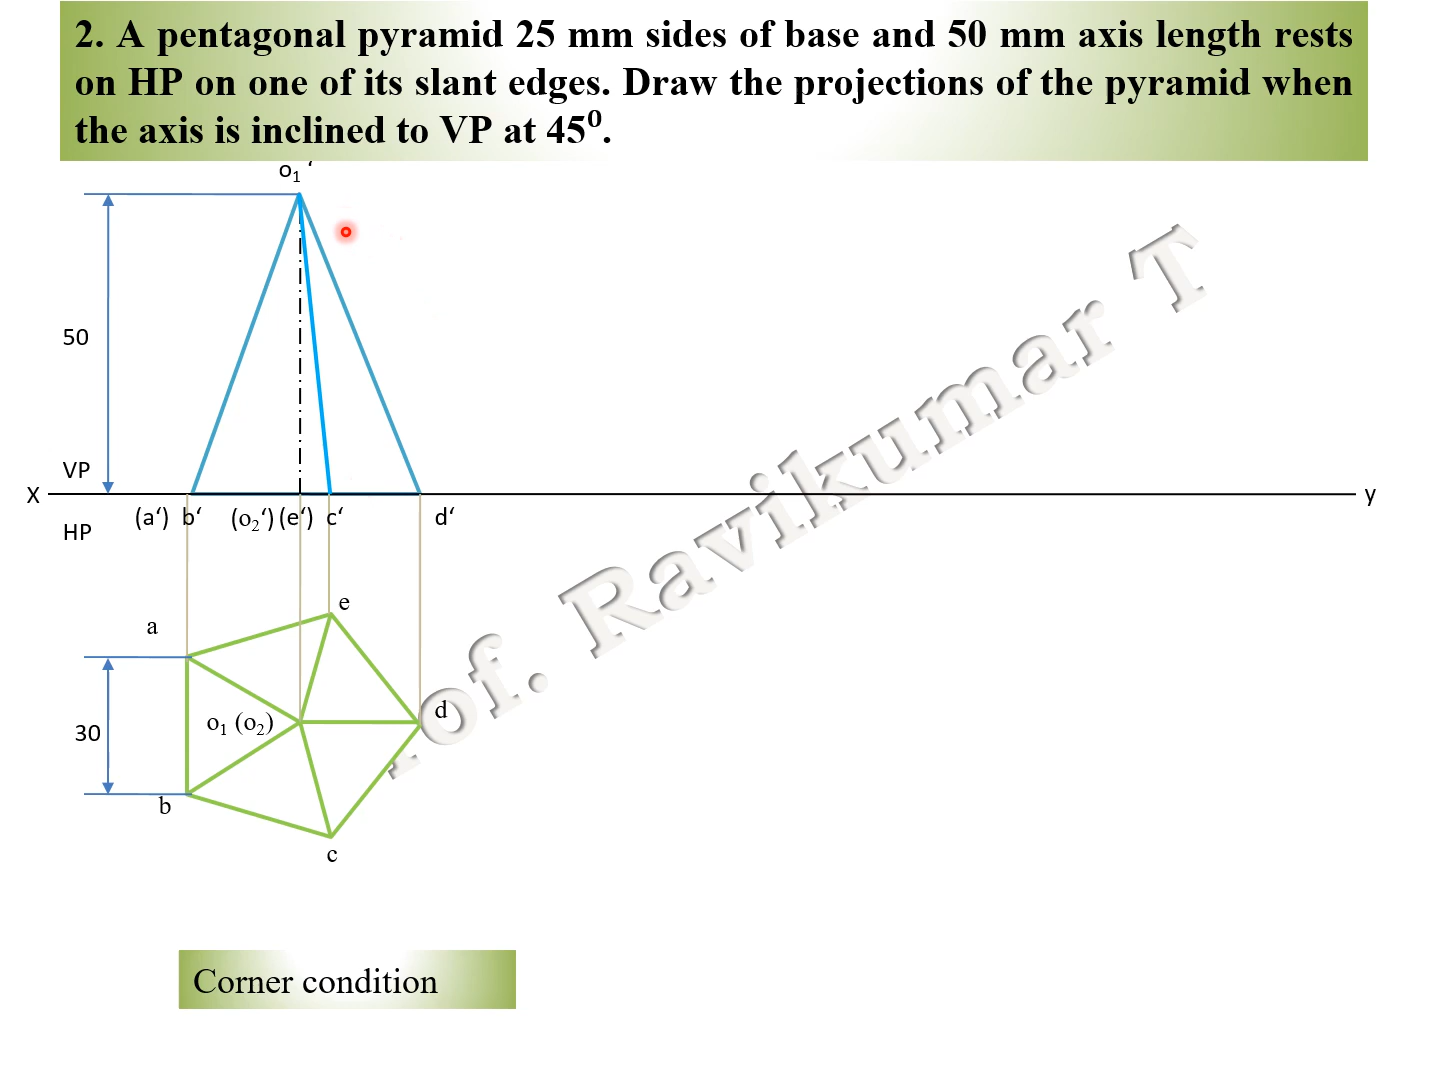 2. A pentagonal pyramid 25 mm sides of base and 50 mm axis length rests
on HP on one of its slant edges. Draw the projections of the pyramid when
the axis is inclined to VP at 45⁰.
o₁ ‘
50
VP
X
y
(a‘) b‘ (o₂‘) (e‘) c‘ d‘
HP
e
a
d
o₁ (o₂)
30
b
c
Prof. Ravikumar T
Corner condition